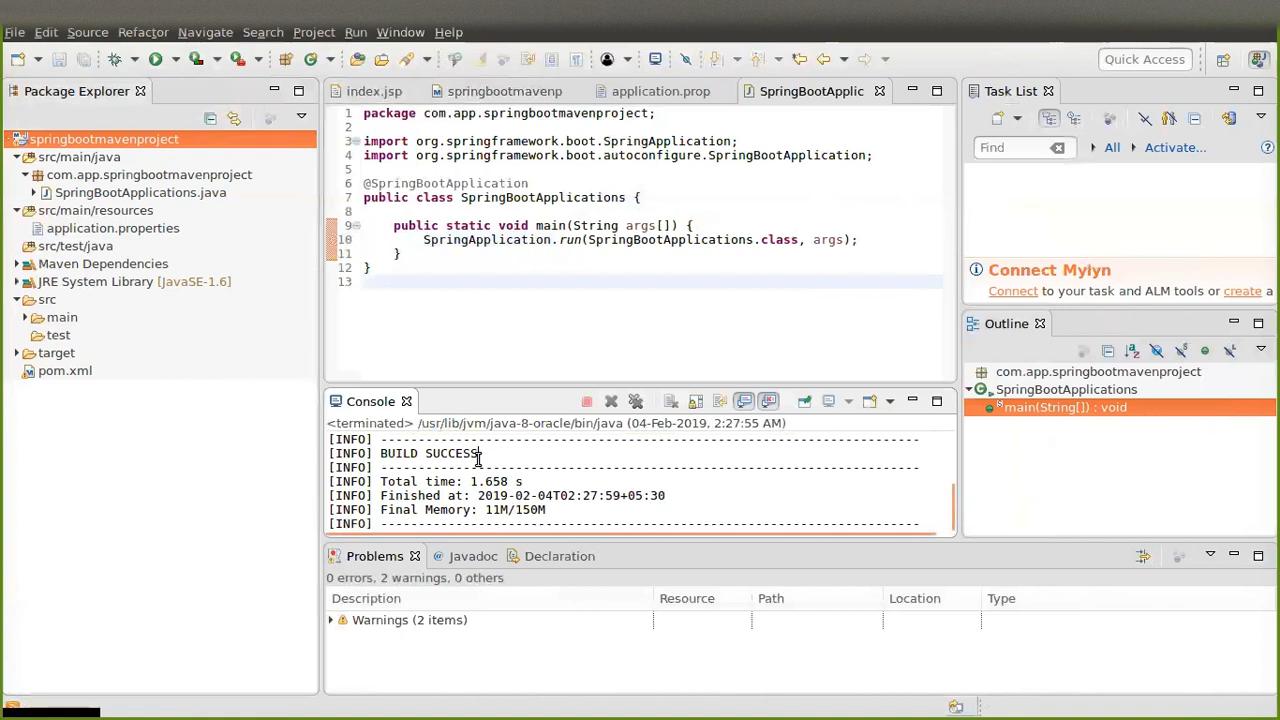 File Edit Source Refactor Navigate Search Project Run Window Help
Quick Access
Package Explorer
springbootmavenproject
src/main/java
com.app.springbootmavenproject
SpringBootApplications.java
src/main/resources
application.properties
src/test/java
Maven Dependencies
JRE System Library [JavaSE-1.6]
src
main
test
target
pom.xml
index.jsp springbootmavenp application.prop SpringBootApplic
1 package com.app.springbootmavenproject;
2
3 import org.springframework.boot.SpringApplication;
4 import org.springframework.boot.autoconfigure.SpringBootApplication;
5
6 @SpringBootApplication
7 public class SpringBootApplications {
8
9 public static void main(String args[]) {
10 SpringApplication.run(SpringBootApplications.class, args);
11 }
12 }
13
Console
<terminated> /usr/lib/jvm/java-8-oracle/bin/java (04-Feb-2019, 2:27:55 AM)
[INFO] ------------------------------------------------------------------------
[INFO] BUILD SUCCESS
[INFO] ------------------------------------------------------------------------
[INFO] Total time: 1.658 s
[INFO] Finished at: 2019-02-04T02:27:59+05:30
[INFO] Final Memory: 11M/150M
[INFO] ------------------------------------------------------------------------
Problems @ Javadoc Declaration
0 errors, 2 warnings, 0 others
Description Resource Path Location Type
Warnings (2 items)
Task List
Find All Activate...
Connect Mylyn
Connect to your task and ALM tools or create a
Outline
com.app.springbootmavenproject
SpringBootApplications
main(String[]) : void